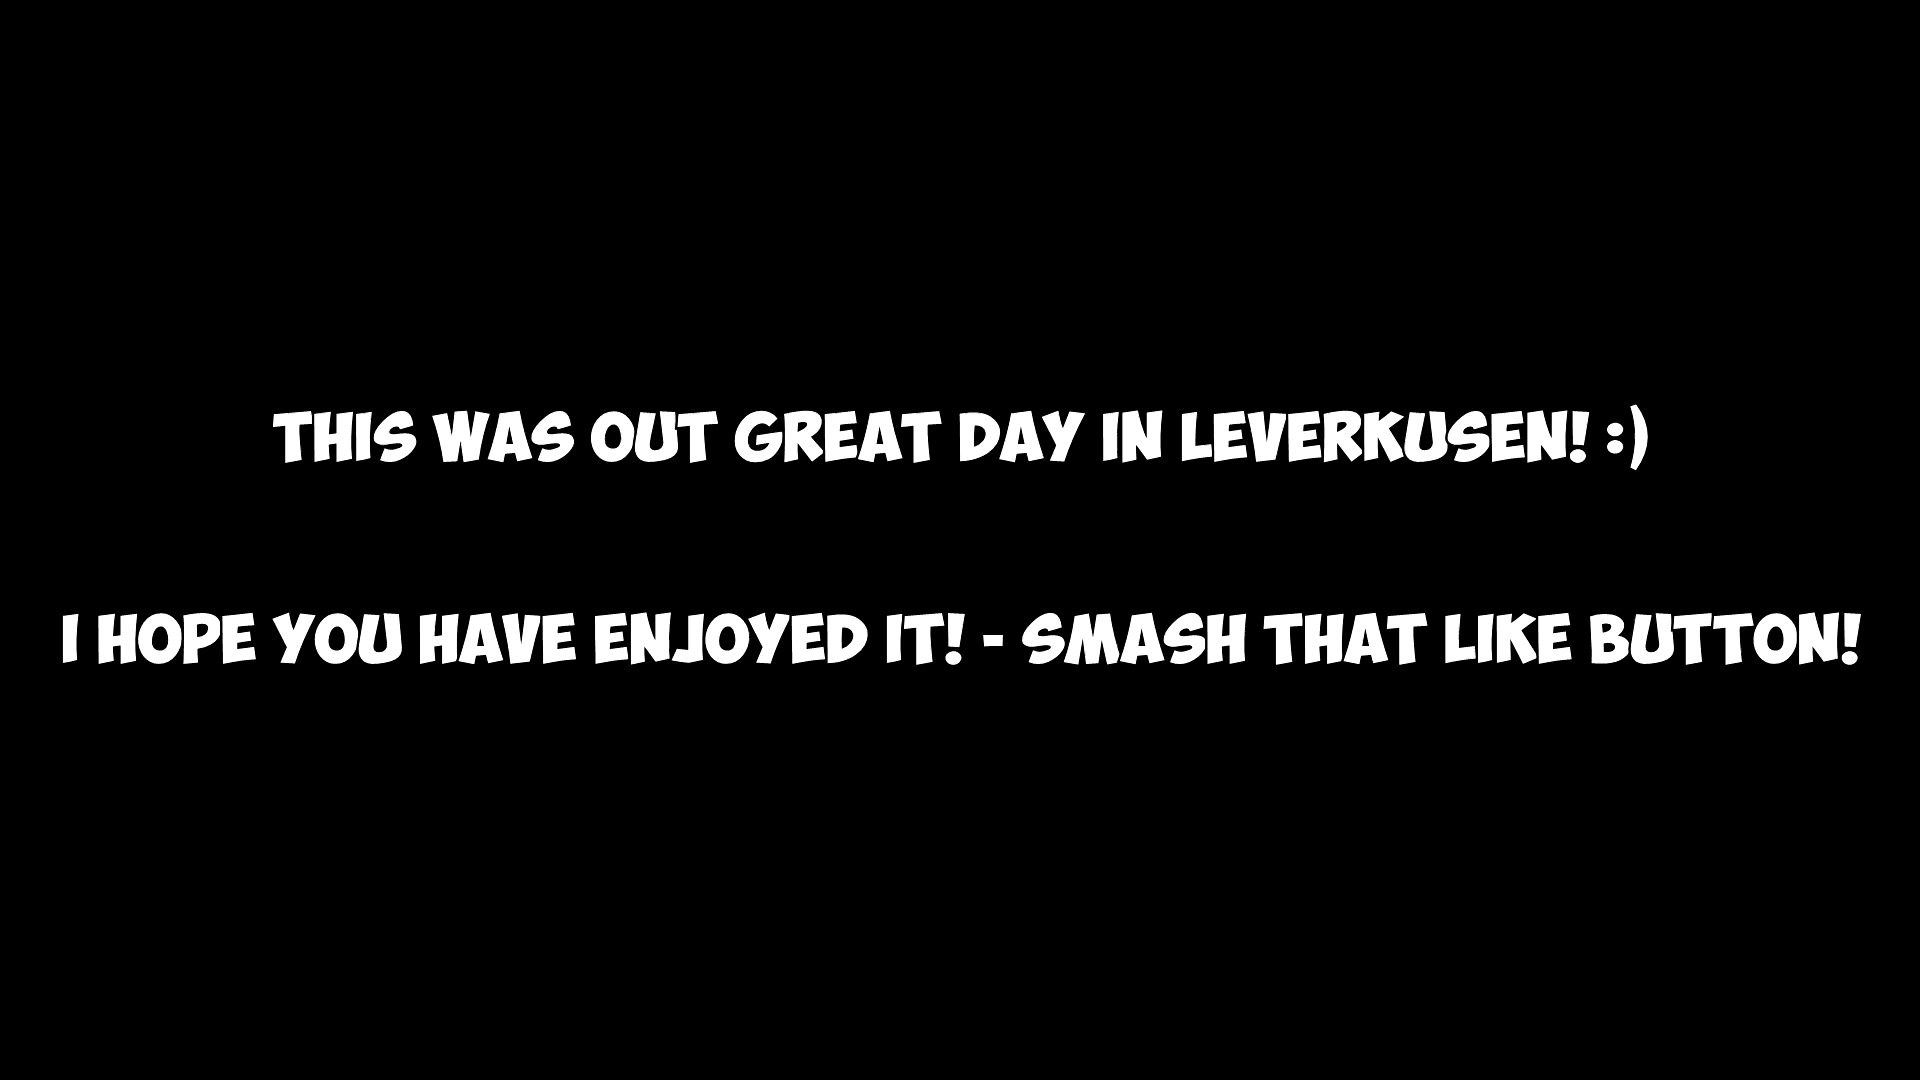 THIS WAS OUT GREAT DAY IN LEVERKUSEN! :)
I HOPE YOU HAVE ENJOYED IT! - SMASH THAT LIKE BUTTON!